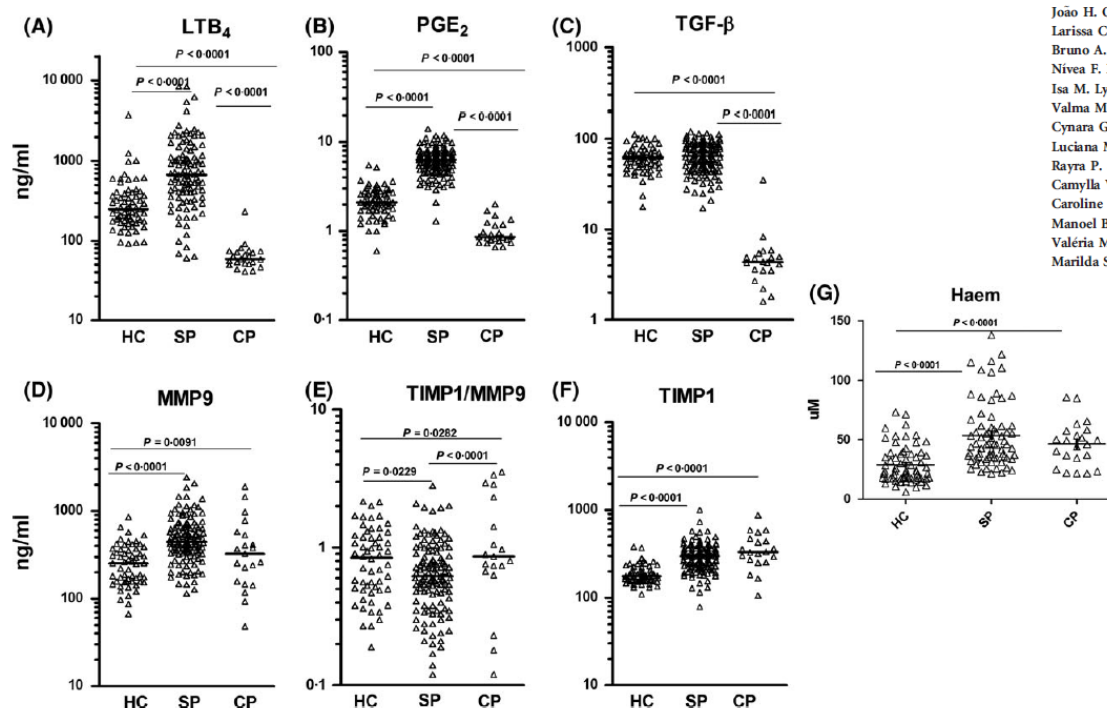 (A) LTB4
P < 0·0001
P < 0·0001
P < 0·0001
10 000
1000
100
10
ng/ml
HC SP CP
(B) PGE2
P < 0·0001
P < 0·0001
P < 0·0001
100
10
1
0·1
HC SP CP
(C) TGF-β
P < 0·0001
P < 0·0001
1000
100
10
1
HC SP CP
João H. O
Larissa C
Bruno A.
Nívea F.
Isa M. Ly
Valma M
Cynara G
Luciana M
Rayra P.
Camylla V
Caroline
Manoel B
Valéria M
Marilda S
(G) Haem
P < 0·0001
P < 0·0001
150
100
50
0
uM
HC SP CP
(D) MMP9
P = 0·0091
P < 0·0001
10 000
1000
100
10
ng/ml
HC SP CP
(E) TIMP1/MMP9
P = 0·0282
P < 0·0001
P = 0·0229
10
1
0·1
HC SP CP
(F) TIMP1
P < 0·0001
P < 0·0001
10 000
1000
100
10
HC SP CP